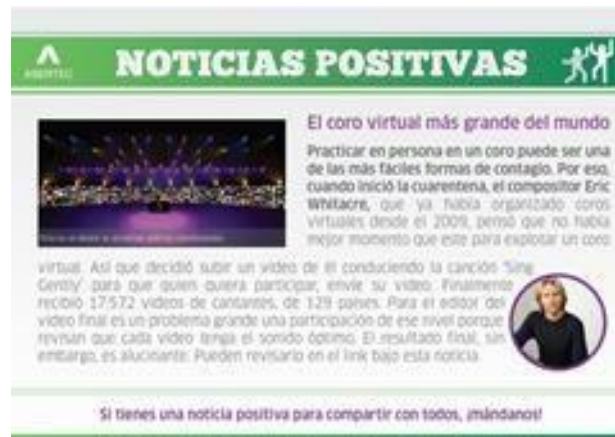 NOTICIAS POSITIVAS
El coro virtual más grande del mundo
Practicar en persona en un coro puede ser una
de las más fáciles formas de contagio. Por eso,
cuando inició la cuarentena, el compositor Eric
Whitacre, que ya había organizado coros
virtuales desde el 2009, pensó que no había
mejor momento que este para explotar un coro
virtual. Así que decidió subir un video de él conduciendo la canción 'Sing
Gently' para que quien quiera participar, envíe su video. Finalmente
recibió 17.572 videos de cantantes, de 129 países. Para el editor del
video final es un problema grande una participación de ese nivel porque
revisan que cada video tenga el sonido óptimo. El resultado final, sin
embargo, es alucinante. Pueden revisarlo en el link bajo esta noticia.
Si tienes una noticia positiva para compartir con todos, ¡mándanos!